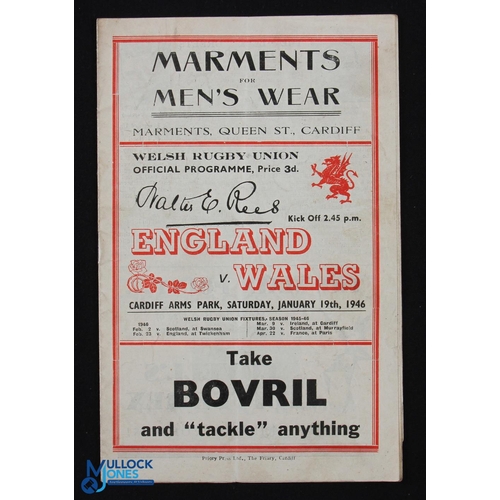 MARMENTS
FOR
MEN'S WEAR
MARMENTS, QUEEN ST., CARDIFF
WELSH RUGBY UNION
OFFICIAL PROGRAMME, Price 3d.
Walter E. Rees
Kick Off 2.45 p.m.
ENGLAND
v.
WALES
CARDIFF ARMS PARK, SATURDAY, JANUARY 19th, 1946
WELSH RUGBY UNION FIXTURES, SEASON 1945-46
1946
Feb. 2 v. Scotland, at Swansea
Feb. 23 v. England, at Twickenham
Mar. 9 v. Ireland, at Cardiff
Mar. 30 v. Scotland, at Murrayfield
Apr. 22 v. France, at Paris
Take
BOVRIL
and "tackle" anything
Priory Press Ltd., The Friary, Cardiff
MULLOCK
JONES